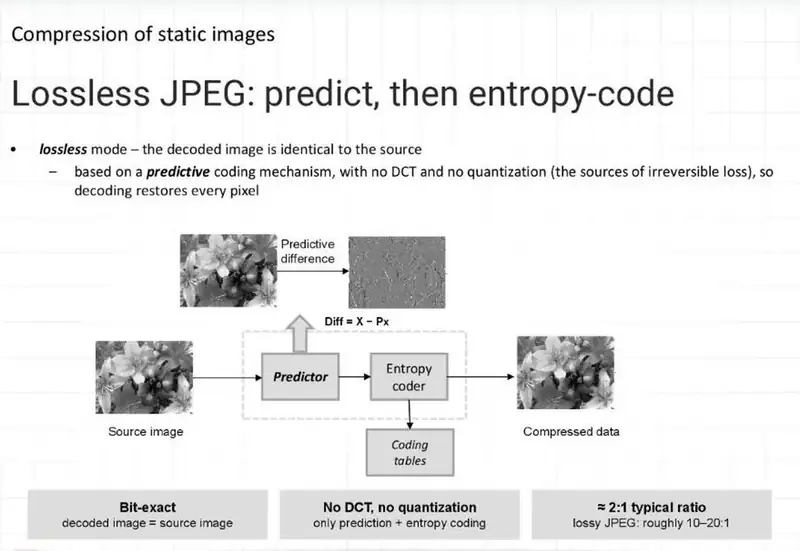 Compression of static images
Lossless JPEG: predict, then entropy-code
• lossless mode – the decoded image is identical to the source
– based on a predictive coding mechanism, with no DCT and no quantization (the sources of irreversible loss), so
decoding restores every pixel
Predictive
difference
Diff = X – Px
Predictor
Entropy
coder
Source image
Compressed data
Coding
tables
Bit-exact
decoded image = source image
No DCT, no quantization
only prediction + entropy coding
≈ 2:1 typical ratio
lossy JPEG: roughly 10–20:1